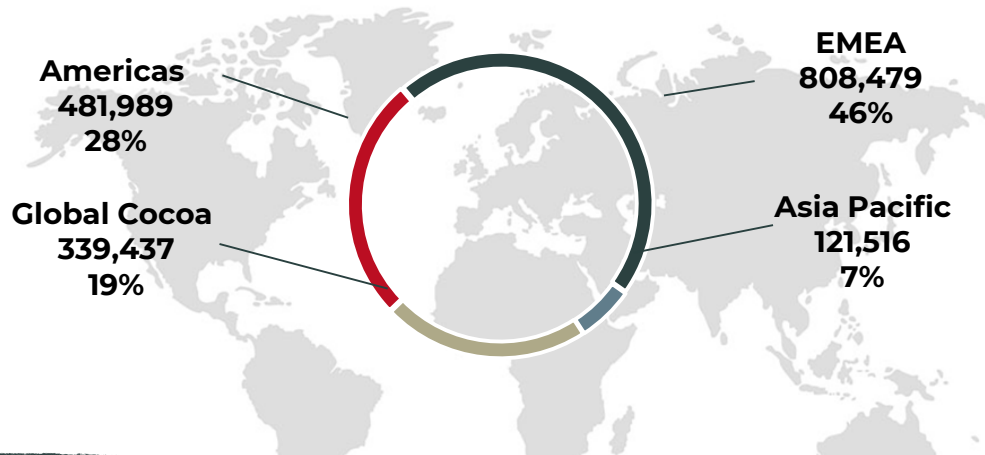 Americas
481,989
28%
EMEA
808,479
46%
Global Cocoa
339,437
19%
Asia Pacific
121,516
7%